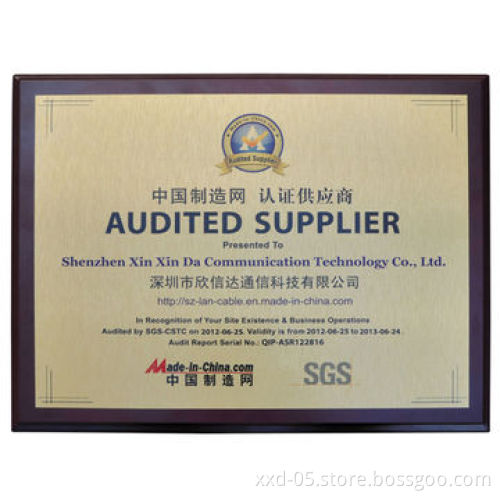 MADE-IN-CHINA.COM
Audited Supplier
中国制造网 认证供应商
AUDITED SUPPLIER
Presented To
Shenzhen Xin Xin Da Communication Technology Co., Ltd.
深圳市欣信达通信科技有限公司
http://sz-lan-cable.en.made-in-china.com
In Recognition of Your Site Existence & Business Operations
Audited by SGS-CSTC on 2012-06-25. Validity is from 2012-06-25 to 2013-06-24.
Audit Report Serial No.: QIP-ASR122816
Made-in-China.com
中国制造网
SGS
xxd-05.store.bossgoo.com